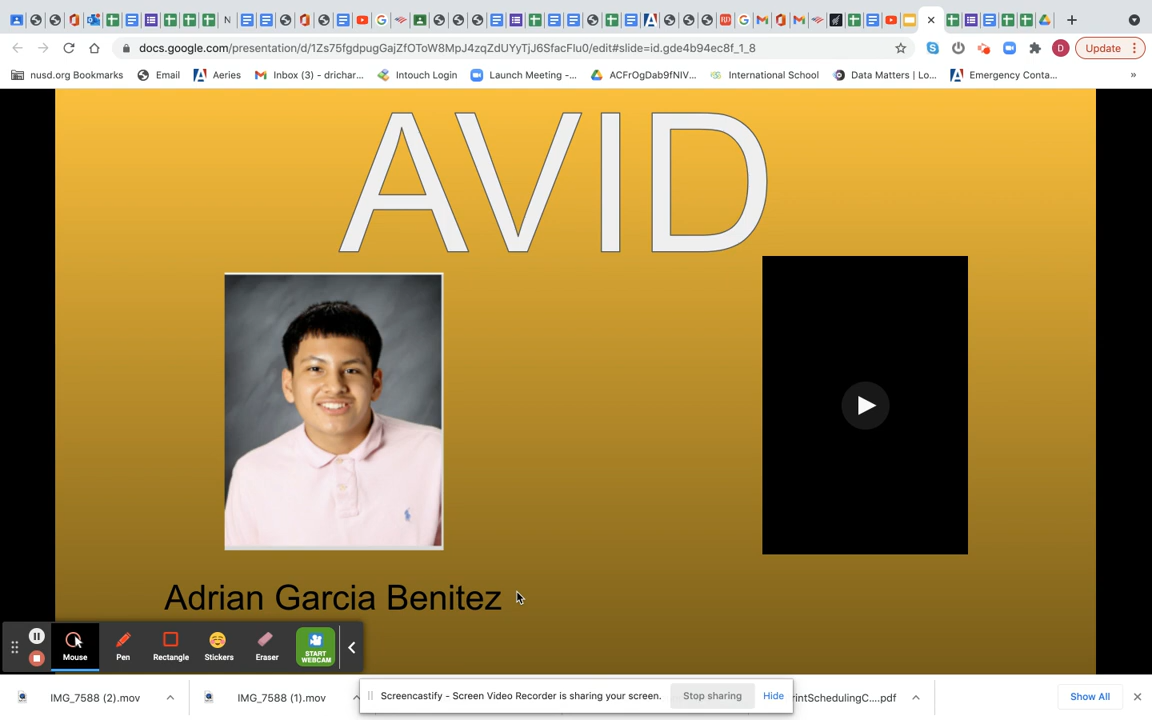 docs.google.com/presentation/d/1Zs75fgdpugGajZfOToW8MpJ4zqZdUYyTjJ6SfacFlu0/edit#slide=id.gde4b94ec8f_1_8
D
Update
nusd.org Bookmarks
Email
Aeries
Inbox (3) - drichar...
Intouch Login
Launch Meeting -...
ACFrOgDab9fNIV...
International School
Data Matters | Lo...
Emergency Conta...
»
AVID
Adrian Garcia Benitez
Mouse
Pen
Rectangle
Stickers
Eraser
START
WEBCAM
IMG_7588 (2).mov
IMG_7588 (1).mov
Screencastify - Screen Video Recorder is sharing your screen.
Stop sharing
Hide
intSchedulingC....pdf
Show All